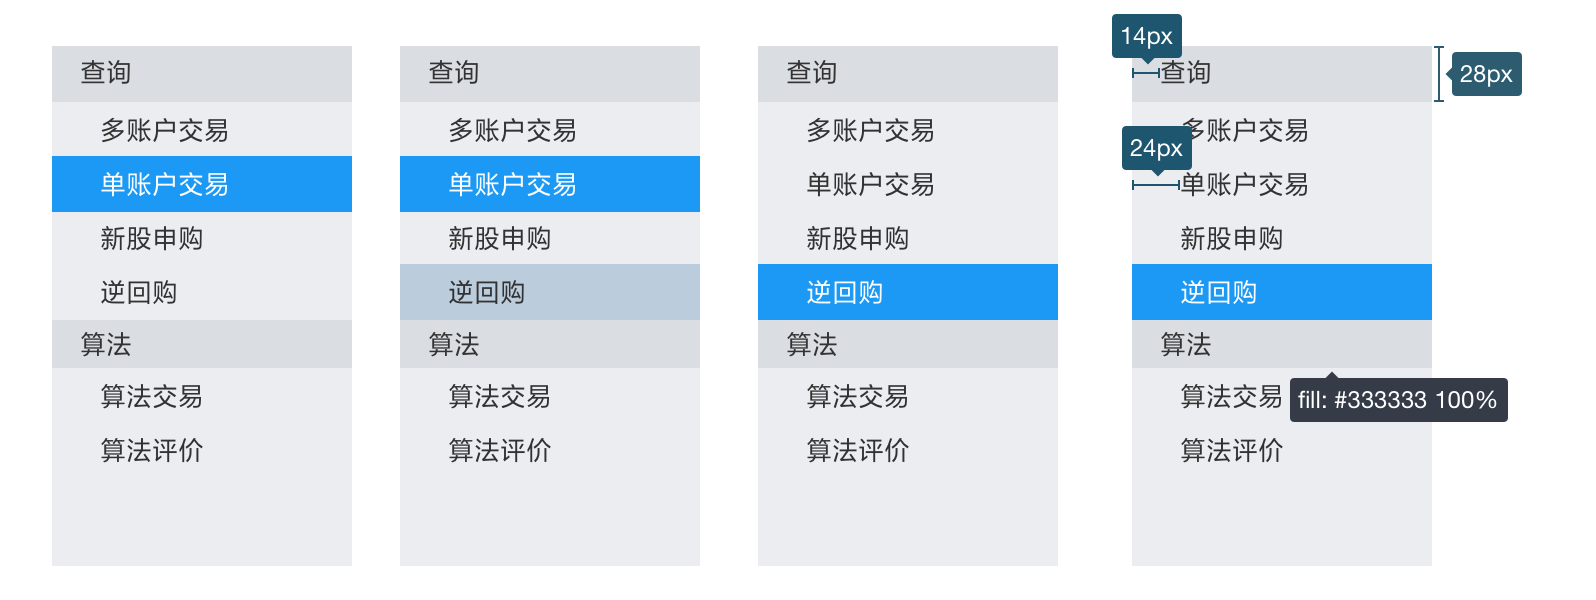 查询
多账户交易
单账户交易
新股申购
逆回购
算法
算法交易
算法评价
查询
多账户交易
单账户交易
新股申购
逆回购
算法
算法交易
算法评价
查询
多账户交易
单账户交易
新股申购
逆回购
算法
算法交易
算法评价
14px
查询
28px
多账户交易
24px
单账户交易
新股申购
逆回购
算法
算法交易
fill: #333333 100%
算法评价